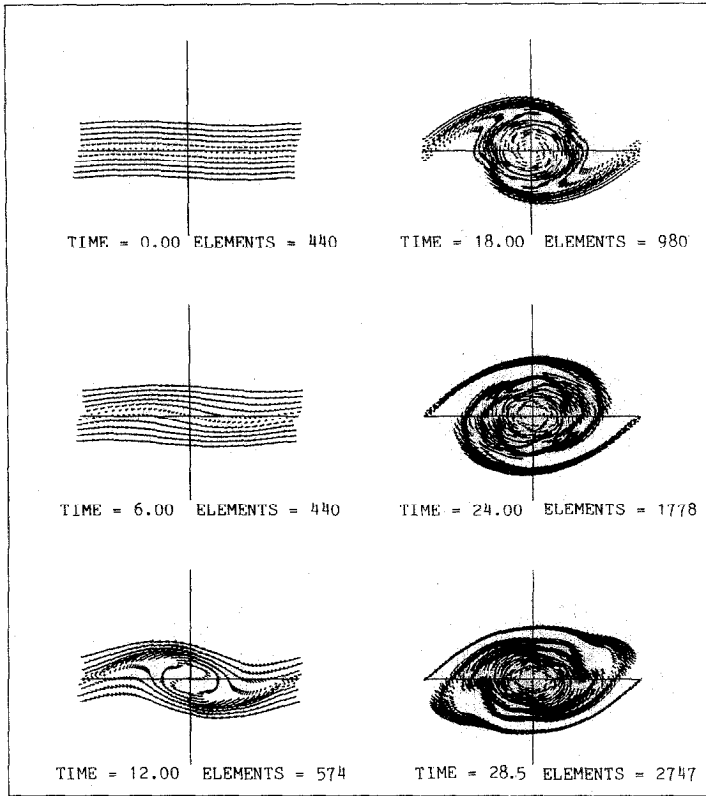 TIME = 0.00 ELEMENTS = 440
TIME = 18.00 ELEMENTS = 980
TIME = 6.00 ELEMENTS = 440
TIME = 24.00 ELEMENTS = 1778
TIME = 12.00 ELEMENTS = 574
TIME = 28.5 ELEMENTS = 2747